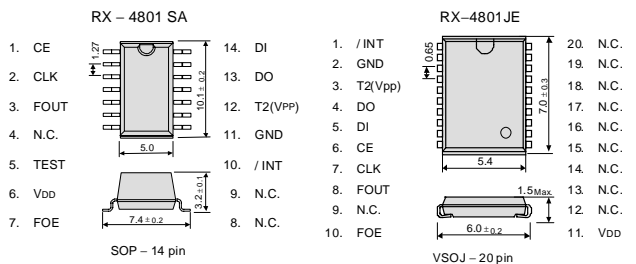 RX – 4801 SA
1. CE
2. CLK
3. FOUT
4. N.C.
5. TEST
6. VDD
7. FOE
1.27
10.1 ± 0.2
5.0
3.2 ± 0.1
7.4 ± 0.2
14. DI
13. DO
12. T2(VPP)
11. GND
10. / INT
9. N.C.
8. N.C.
SOP – 14 pin
RX–4801JE
1. / INT
2. GND
3. T2(Vpp)
4. DO
5. DI
6. CE
7. CLK
8. FOUT
9. N.C.
10. FOE
0.65
7.0 ± 0.3
5.4
1.5 Max.
6.0 ± 0.2
20. N.C.
19. N.C.
18. N.C.
17. N.C.
16. N.C.
15. N.C.
14. N.C.
13. N.C.
12. N.C.
11. VDD
VSOJ – 20 pin